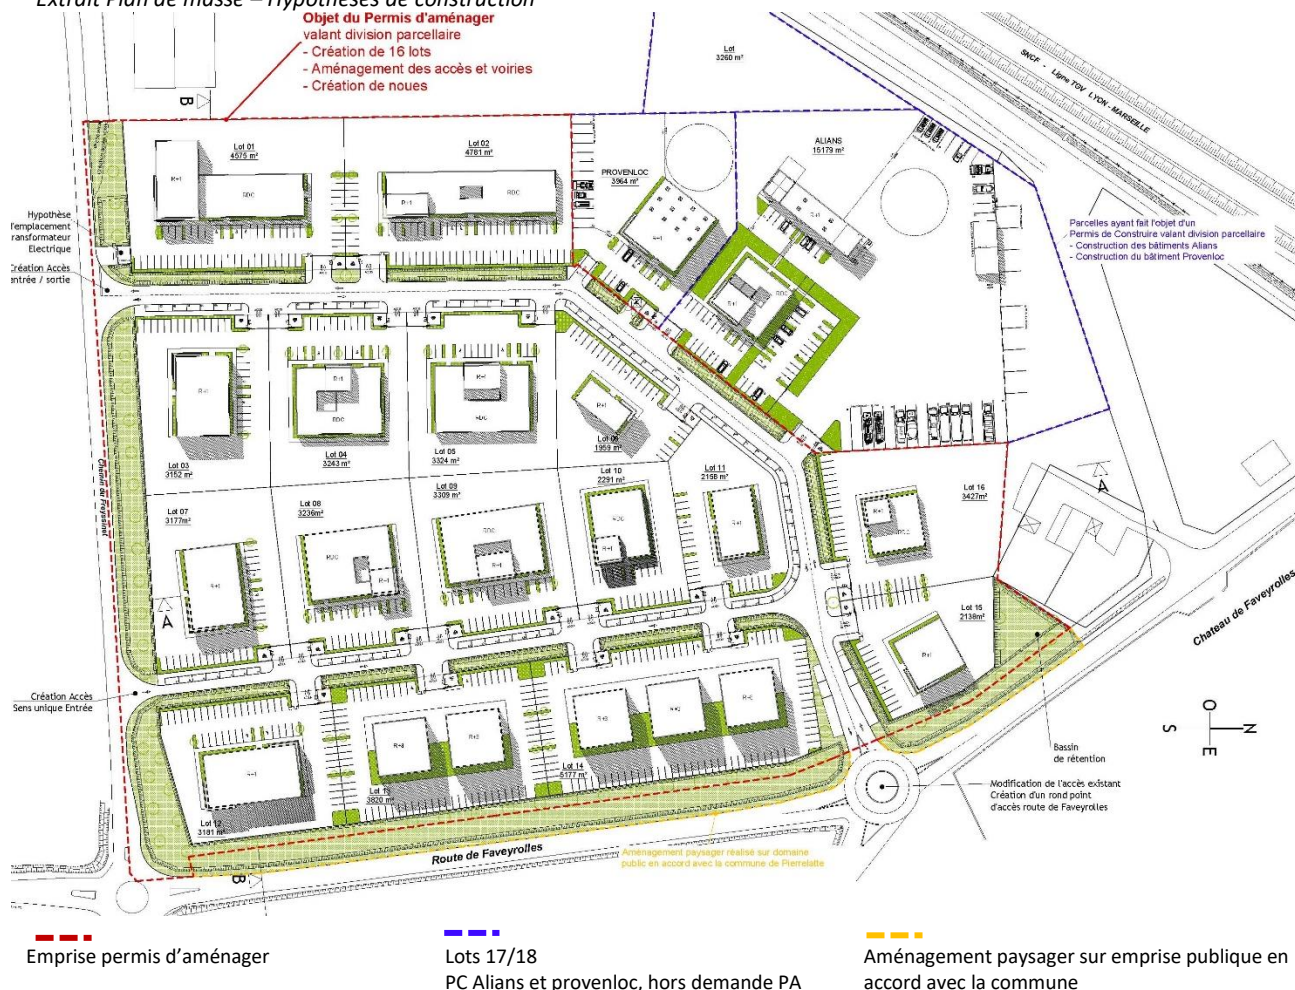 Extrait Plan de masse – Hypothèses de construction
Objet du Permis d'aménager
valant division parcellaire
- Création de 16 lots
- Aménagement des accès et voiries
- Création de noues
Lot
3260 m²
SNCF - Ligne TGV LYON - MARSEILLE
B
Lot 01
4575 m²
Lot 02
4781 m²
R+1
RDC
R+1
RDC
PROVENLOC
3964 m²
ALIANS
15179 m²
Hypothèse
d'emplacement
transformateur
Electrique
Création Accès
entrée / sortie
Parcelles ayant fait l'objet d'un
Permis de Construire valant division parcellaire
- Construction des bâtiments Alians
- Construction du bâtiment Provenloc
Lot 03
3152 m²
Lot 04
3243 m²
Lot 05
3324 m²
1959 m²
Lot 07
3177m²
Lot 08
3236m²
Lot 09
3309 m²
Lot 10
2291 m²
Lot 11
2158 m²
Lot 16
3427m²
A
A
Lot 15
2138m²
Chateau de Faveyrolles
Création Accès
Sens unique Entrée
O
S
N
E
Bassin
de rétention
Modification de l'accès existant
Création d'un rond point
d'accès route de Faveyrolles
Lot 12
3181 m²
Lot 13
3820 m²
Lot 14
5177 m²
Route de Faveyrolles
Aménagement paysager réalisé sur domaine
public en accord avec la commune de Pierrelatte
B
Emprise permis d'aménager
Lots 17/18
PC Alians et provenloc, hors demande PA
Aménagement paysager sur emprise publique en
accord avec la commune